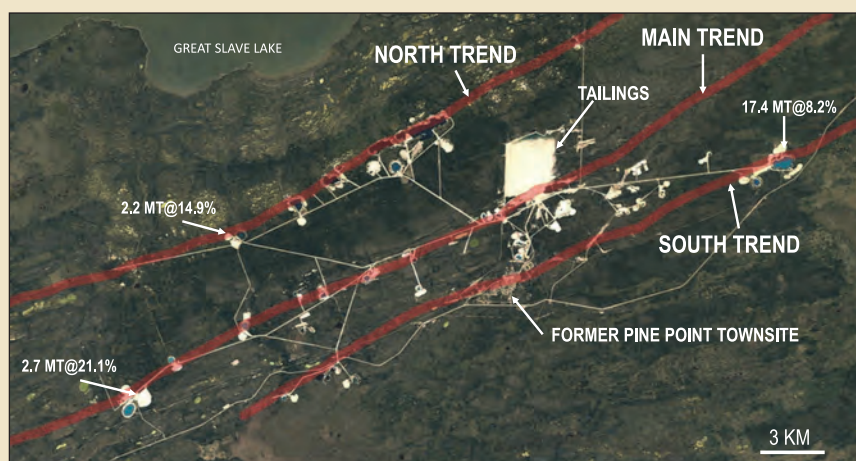 GREAT SLAVE LAKE
NORTH TREND
MAIN TREND
TAILINGS
17.4 MT@8.2%
2.2 MT@14.9%
SOUTH TREND
FORMER PINE POINT TOWNSITE
2.7 MT@21.1%
3 KM